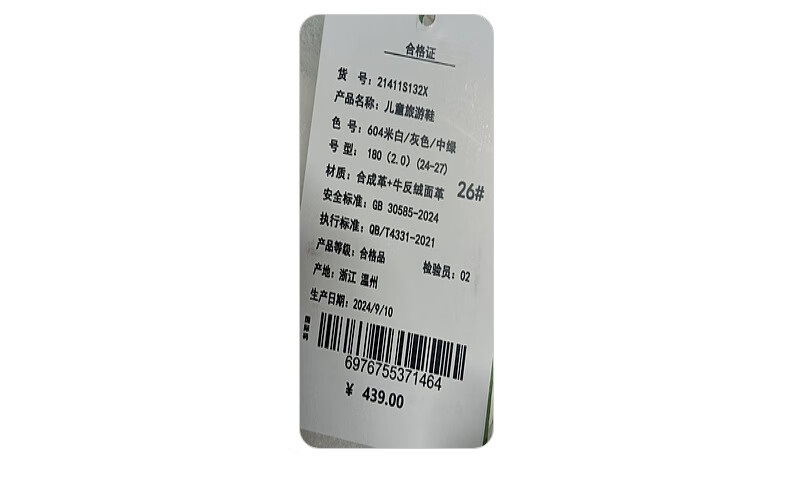 合格证
货 号：21411S132X
产品名称：儿童旅游鞋
色 号：604米白/灰色/中绿
号 型：180（2.0）(24-27)
材质：合成革+牛反绒面革 26#
安全标准：GB 30585-2024
执行标准：QB/T4331-2021
产品等级：合格品 检验员：02
产地：浙江 温州
生产日期：2024/9/10
国际码
6976755371464
¥ 439.00